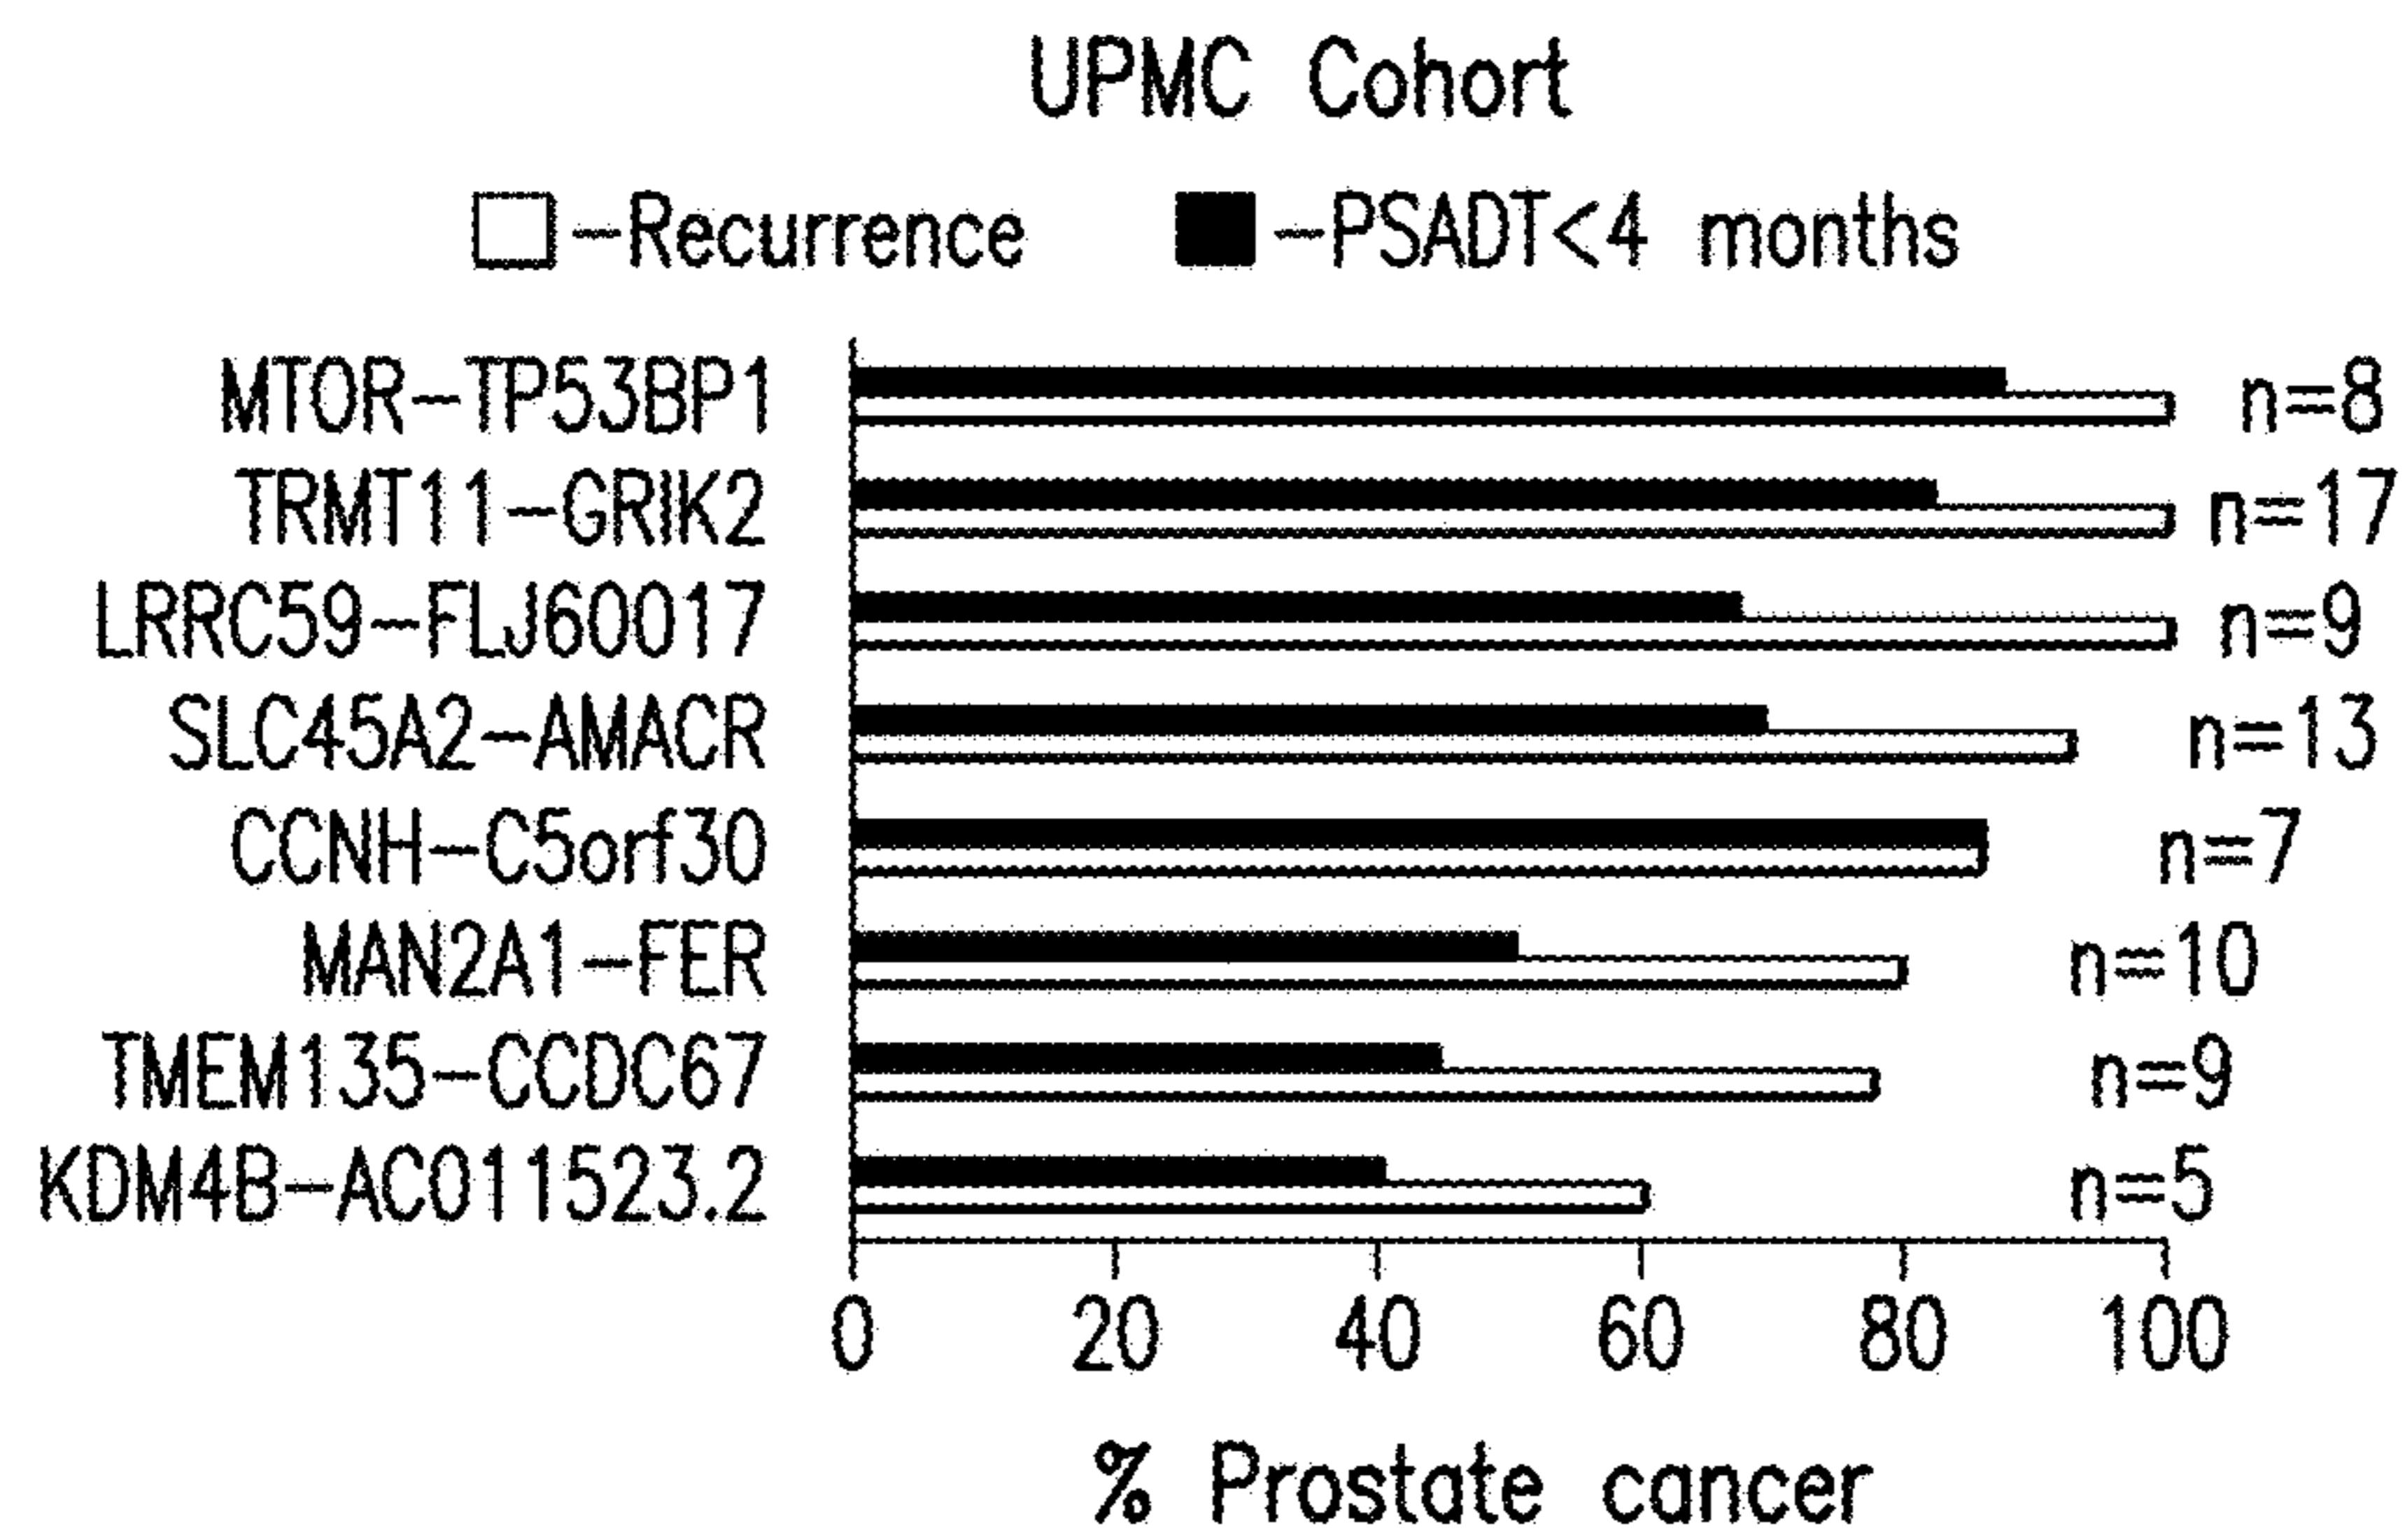 UPMC Cohort
-Recurrence -PSADT<4 months
MTOR-TP53BP1 n=8
TRMT11-GRIK2 n=17
LRRC59-FLJ60017 n=9
SLC45A2-AMACR n=13
CCNH-C5orf30 n=7
MAN2A1-FER n=10
TMEM135-CCDC67 n=9
KDM4B-AC011523.2 n=5
0 20 40 60 80 100
% Prostate cancer